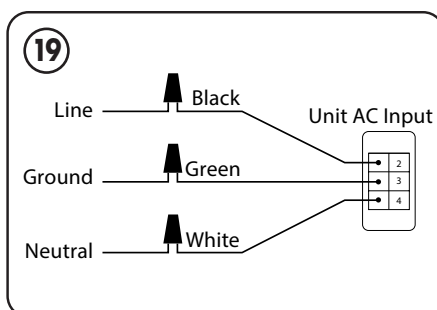 19
Line
Black
Unit AC Input
2
Ground
Green
3
4
Neutral
White